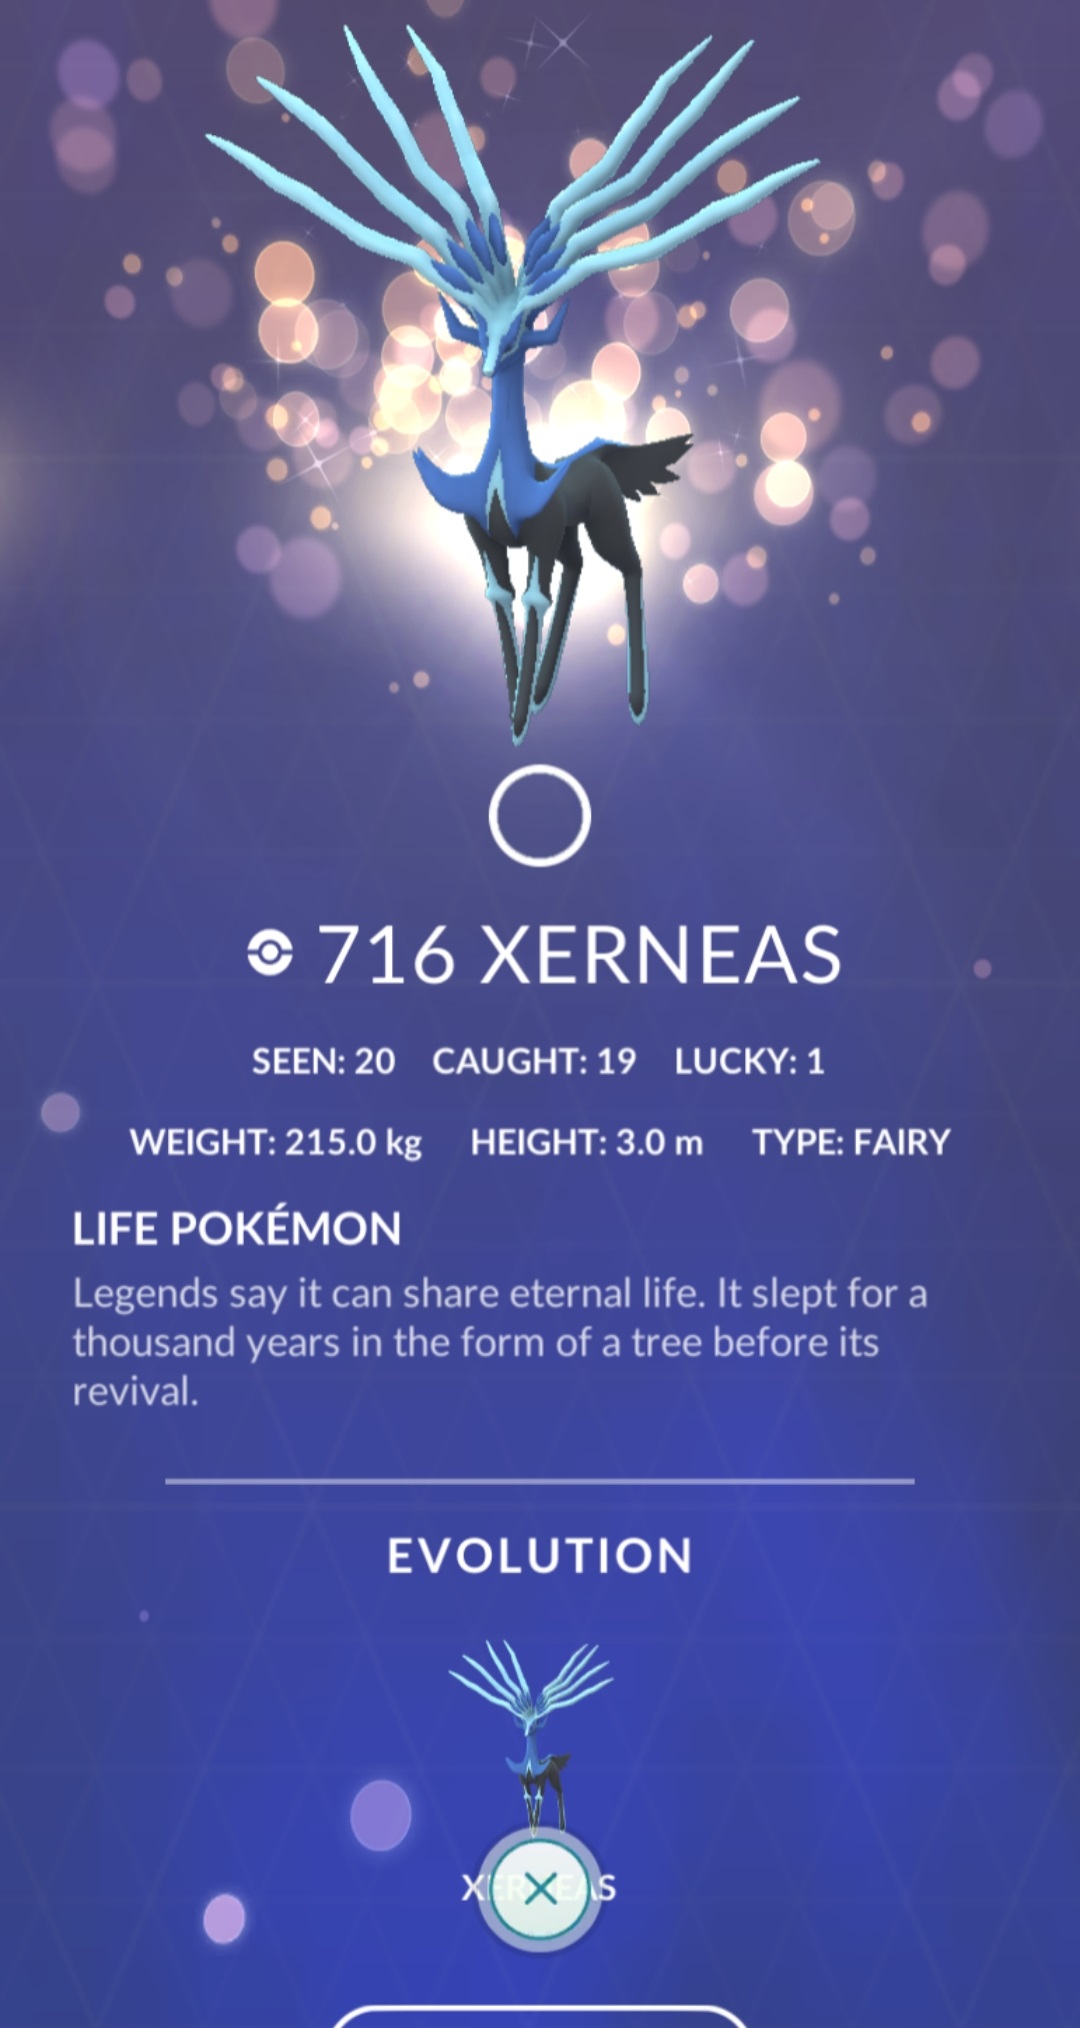 716 XERNEAS
SEEN: 20 CAUGHT: 19 LUCKY: 1
WEIGHT: 215.0 kg HEIGHT: 3.0 m TYPE: FAIRY
LIFE POKÉMON
Legends say it can share eternal life. It slept for a
thousand years in the form of a tree before its
revival.
EVOLUTION
XERNEAS